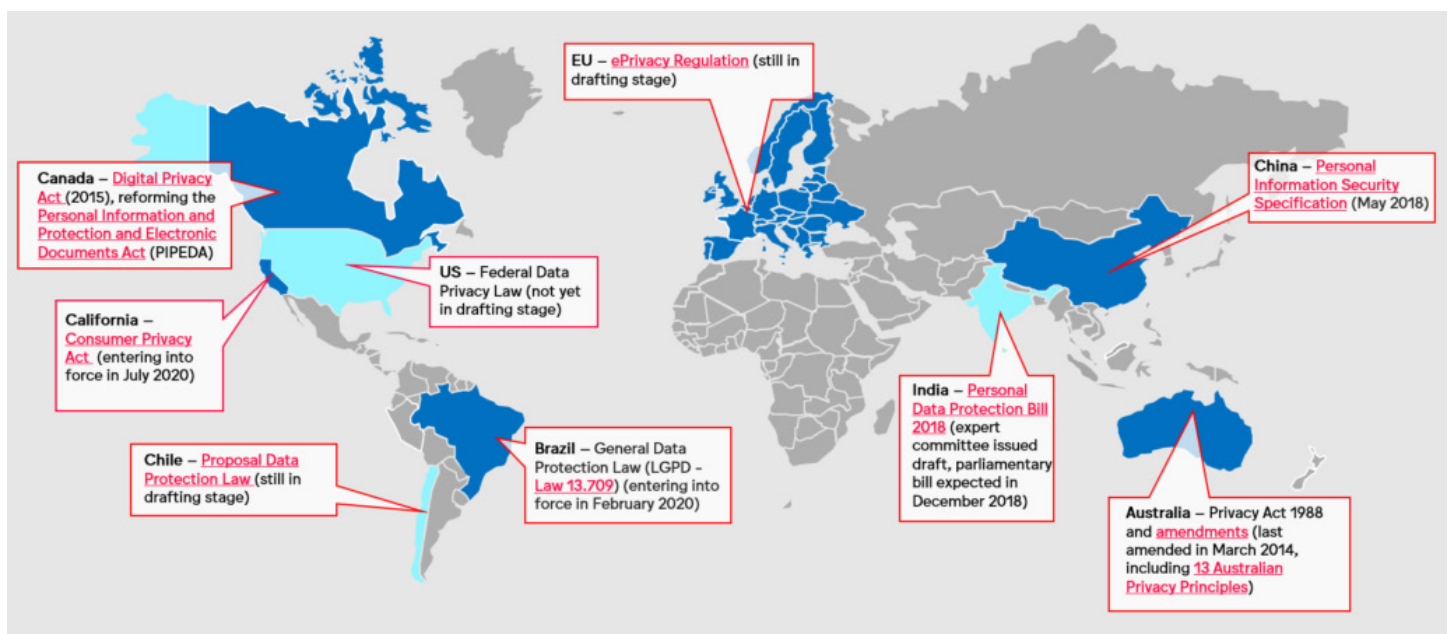 EU – ePrivacy Regulation (still in
drafting stage)
Canada – Digital Privacy
Act (2015), reforming the
Personal Information and
Protection and Electronic
Documents Act (PIPEDA)
China – Personal
Information Security
Specification (May 2018)
US – Federal Data
Privacy Law (not yet
in drafting stage)
California –
Consumer Privacy
Act (entering into
force in July 2020)
India – Personal
Data Protection Bill
2018 (expert
committee issued
draft, parliamentary
bill expected in
December 2018)
Chile – Proposal Data
Protection Law (still in
drafting stage)
Brazil – General Data
Protection Law (LGPD -
Law 13.709) (entering into
force in February 2020)
Australia – Privacy Act 1988
and amendments (last
amended in March 2014,
including 13 Australian
Privacy Principles)